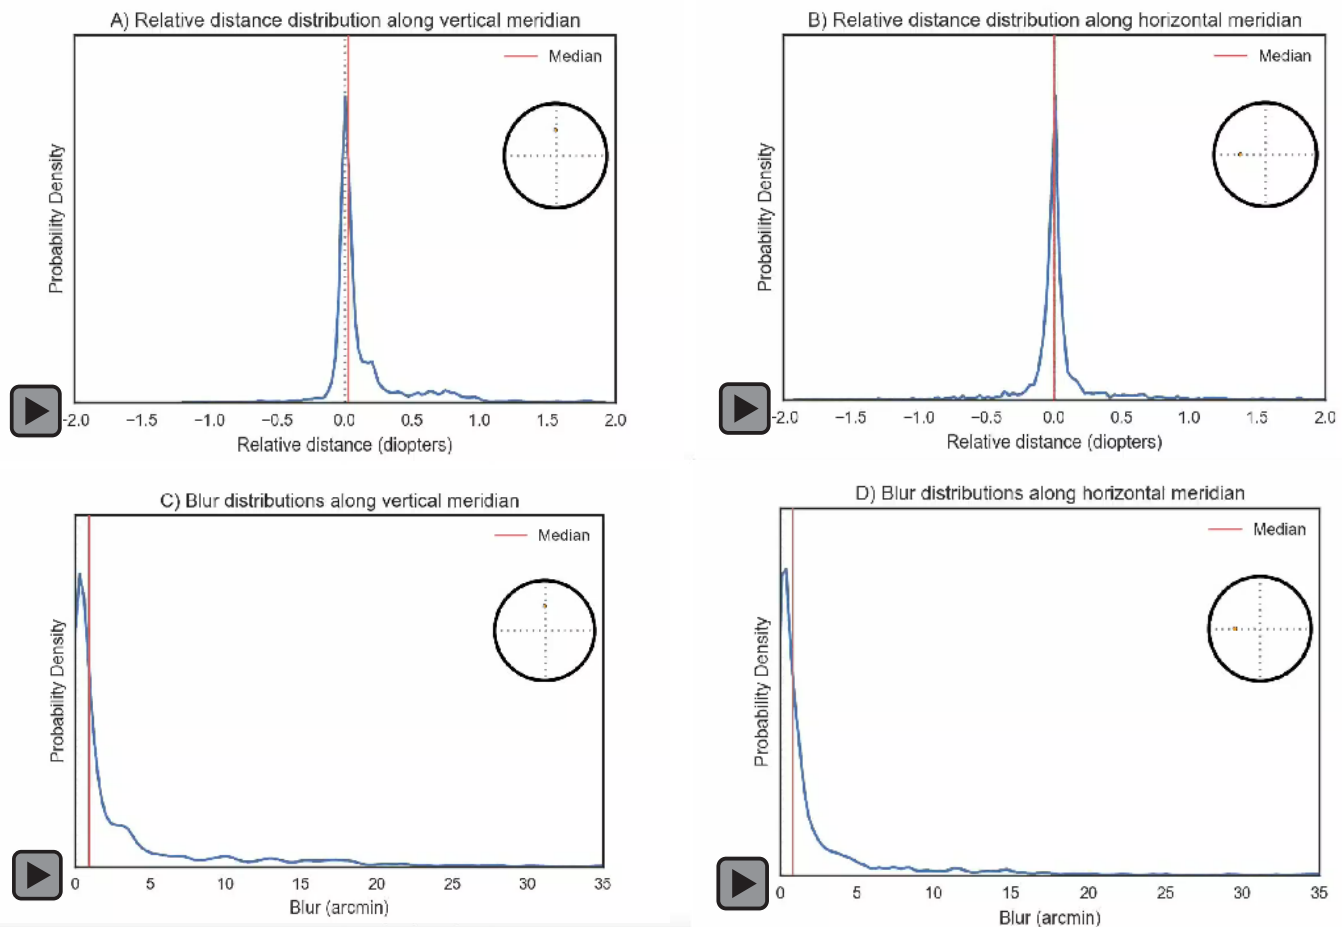 A) Relative distance distribution along vertical meridian
Median
Probability Density
-2.0 −1.5 −1.0 −0.5 0.0 0.5 1.0 1.5 2.0
Relative distance (diopters)
B) Relative distance distribution along horizontal meridian
Median
Probability Density
-2.0 −1.5 −1.0 −0.5 0.0 0.5 1.0 1.5 2.0
Relative distance (diopters)
C) Blur distributions along vertical meridian
Median
Probability Density
0 5 10 15 20 25 30 35
Blur (arcmin)
D) Blur distributions along horizontal meridian
Median
Probability Density
0 5 10 15 20 25 30 35
Blur (arcmin)